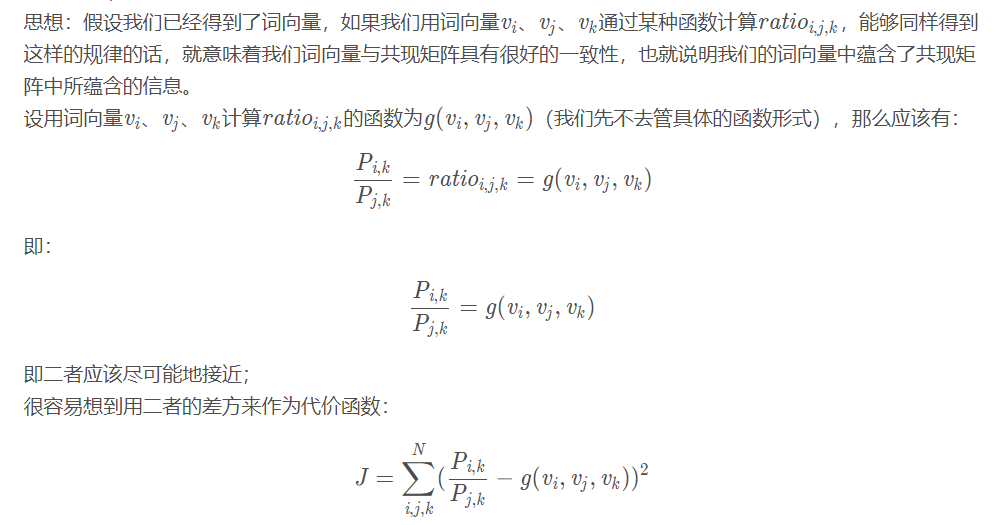 思想：假设我们已经得到了词向量，如果我们用词向量$v_i$、$v_j$、$v_k$通过某种函数计算$ratio_{i,j,k}$，能够同样得到
这样的规律的话，就意味着我们词向量与共现矩阵具有很好的一致性，也就说明我们的词向量中蕴含了共现矩
阵中所蕴含的信息。
设用词向量$v_i$、$v_j$、$v_k$计算$ratio_{i,j,k}$的函数为$g(v_i, v_j, v_k)$（我们先不去管具体的函数形式），那么应该有：
$\frac{P_{i,k}}{P_{j,k}} = ratio_{i,j,k} = g(v_i, v_j, v_k)$
即：
$\frac{P_{i,k}}{P_{j,k}} = g(v_i, v_j, v_k)$
即二者应该尽可能地接近；
很容易想到用二者的差方来作为代价函数：
$J = \sum_{i,j,k}^{N} (\frac{P_{i,k}}{P_{j,k}} - g(v_i, v_j, v_k))^2$